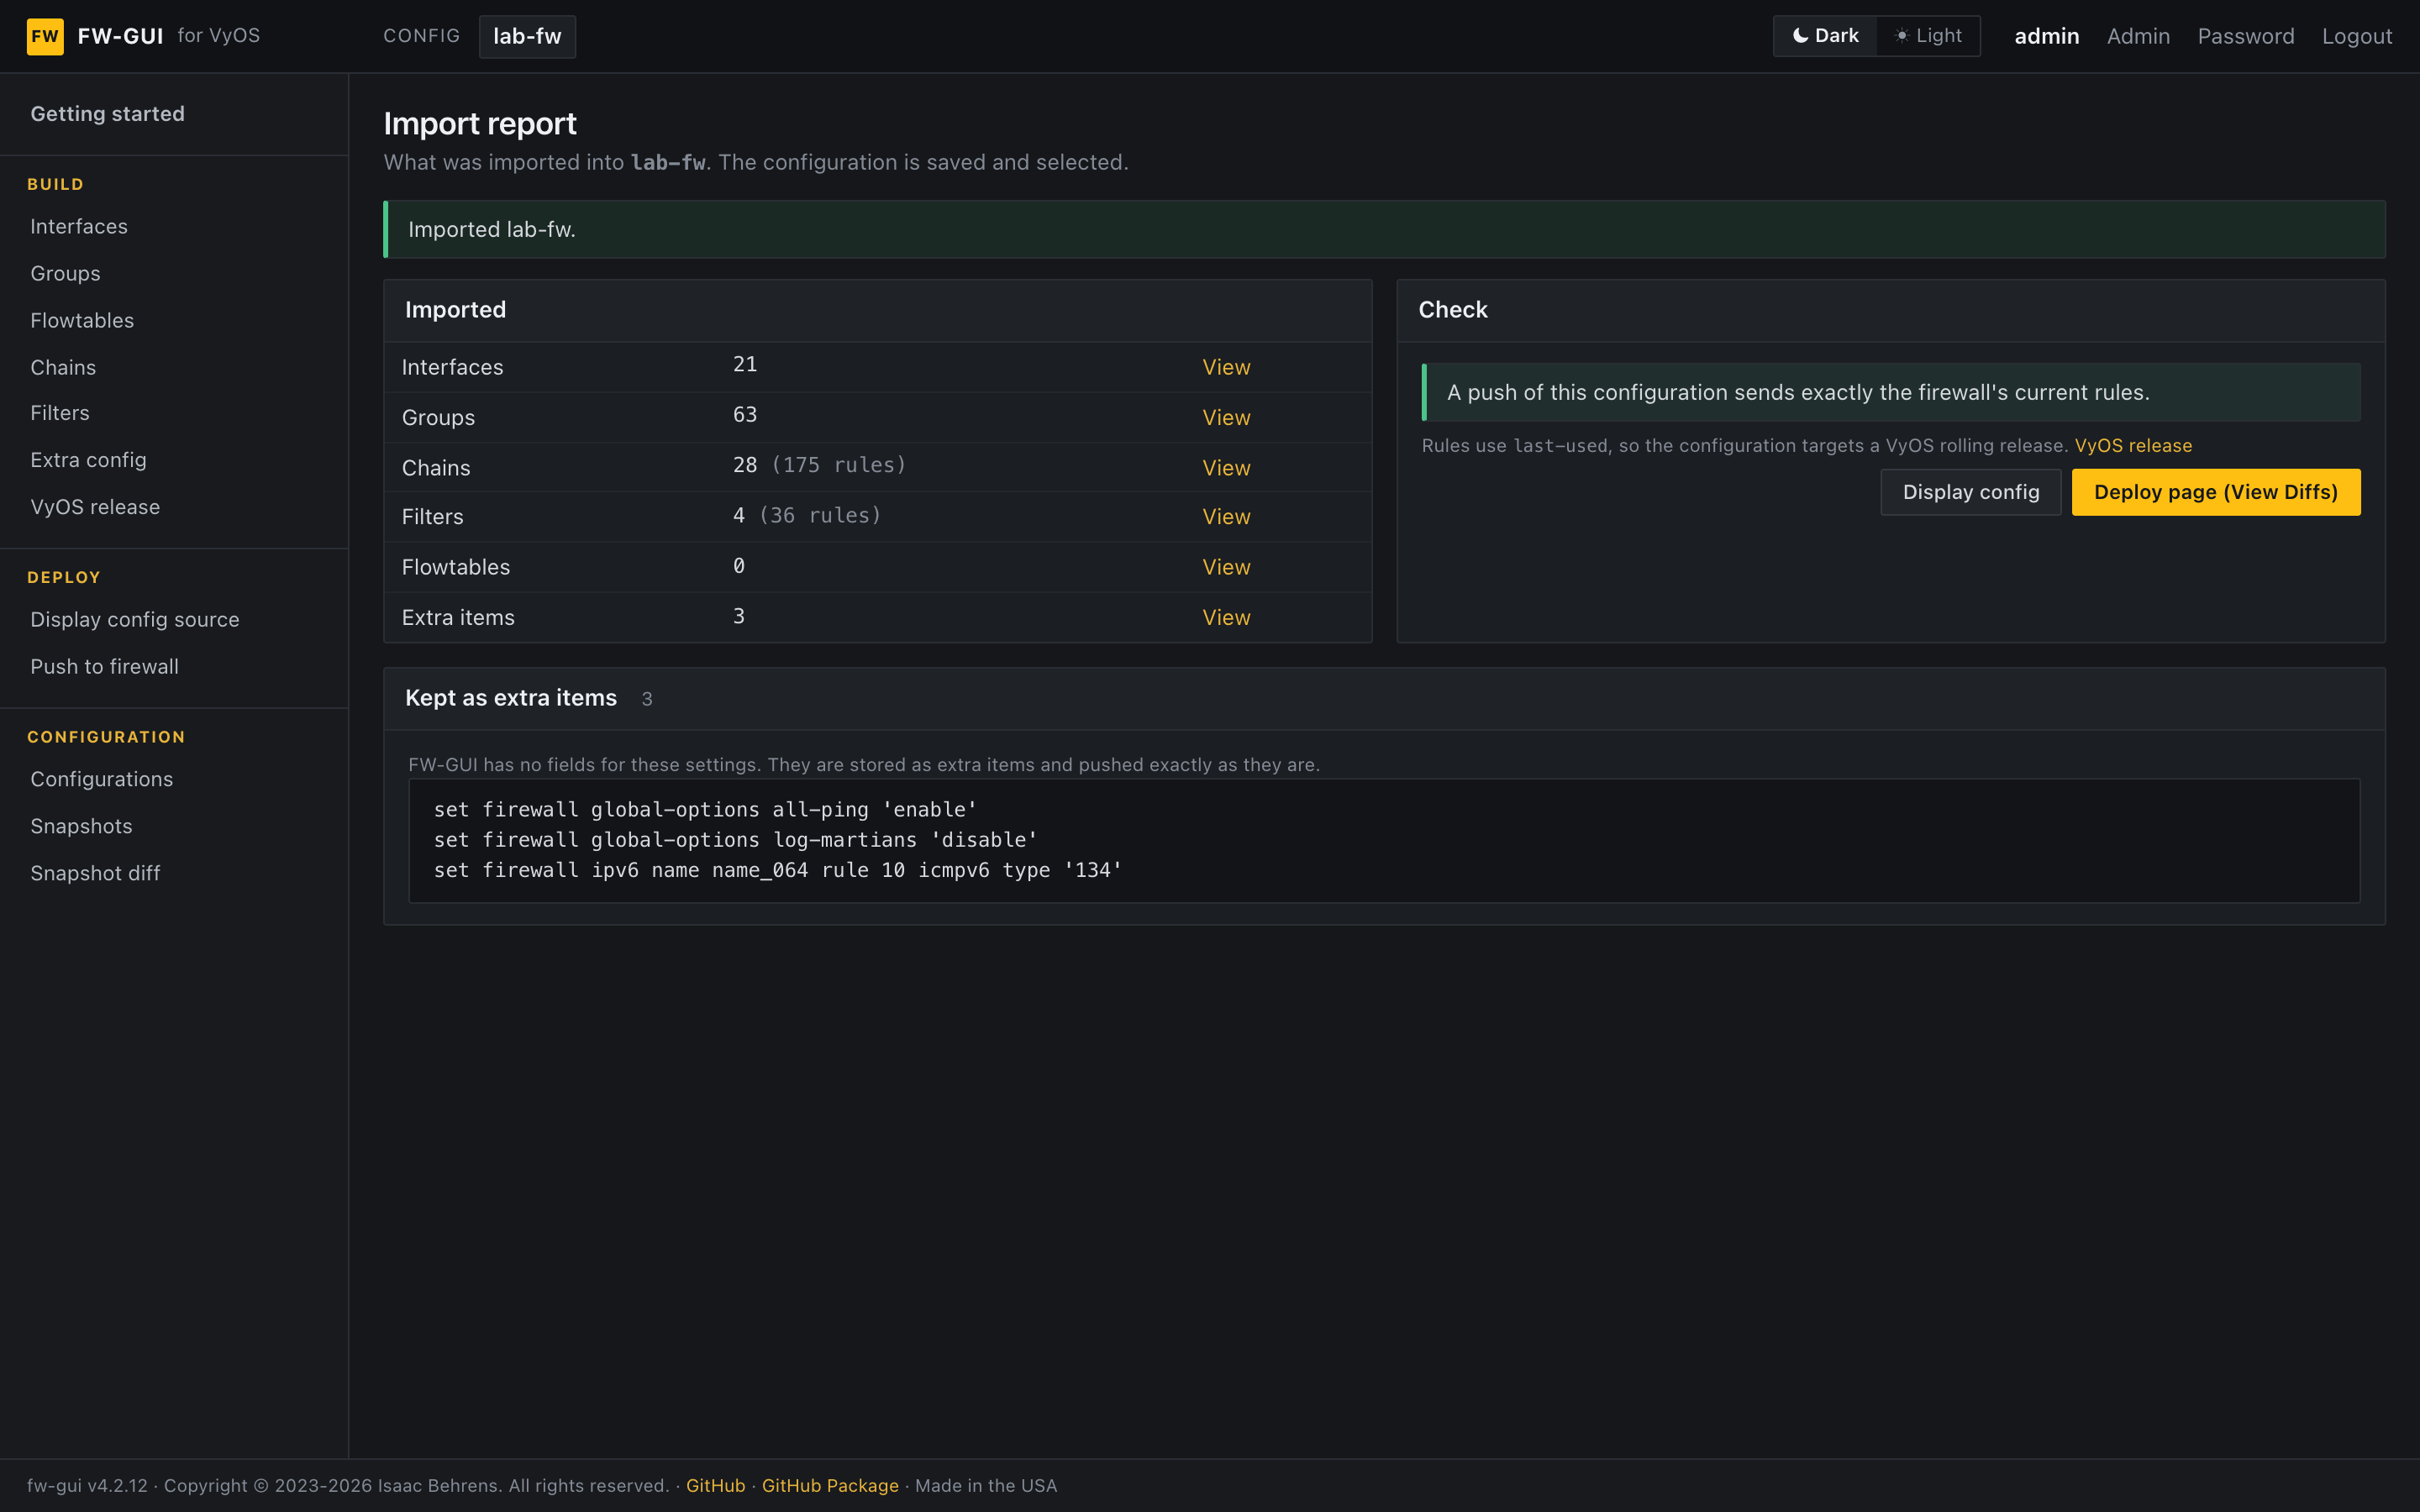 FW FW-GUI for VyOS CONFIG lab-fw Dark Light admin Admin Password Logout
Getting started
BUILD
Interfaces
Groups
Flowtables
Chains
Filters
Extra config
VyOS release
DEPLOY
Display config source
Push to firewall
CONFIGURATION
Configurations
Snapshots
Snapshot diff
Import report
What was imported into lab-fw. The configuration is saved and selected.
Imported lab-fw.
Imported
Interfaces 21 View
Groups 63 View
Chains 28 (175 rules) View
Filters 4 (36 rules) View
Flowtables 0 View
Extra items 3 View
Check
A push of this configuration sends exactly the firewall's current rules.
Rules use last-used, so the configuration targets a VyOS rolling release. VyOS release
Display config Deploy page (View Diffs)
Kept as extra items 3
FW-GUI has no fields for these settings. They are stored as extra items and pushed exactly as they are.
set firewall global-options all-ping 'enable'
set firewall global-options log-martians 'disable'
set firewall ipv6 name name_064 rule 10 icmpv6 type '134'
fw-gui v4.2.12 · Copyright © 2023-2026 Isaac Behrens. All rights reserved. · GitHub · GitHub Package · Made in the USA